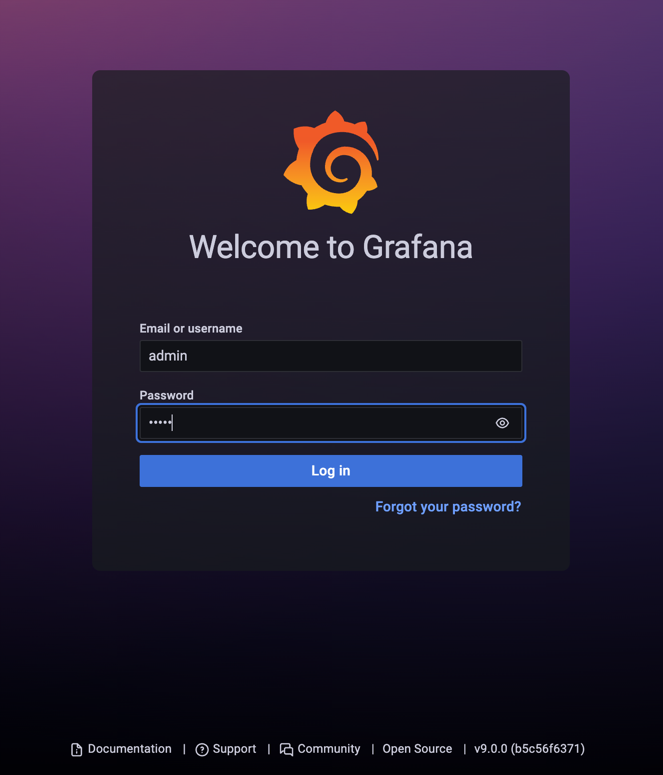 Welcome to Grafana
Email or username
admin
Password
•••••
Log in
Forgot your password?
Documentation | Support | Community | Open Source | v9.0.0 (b5c56f6371)